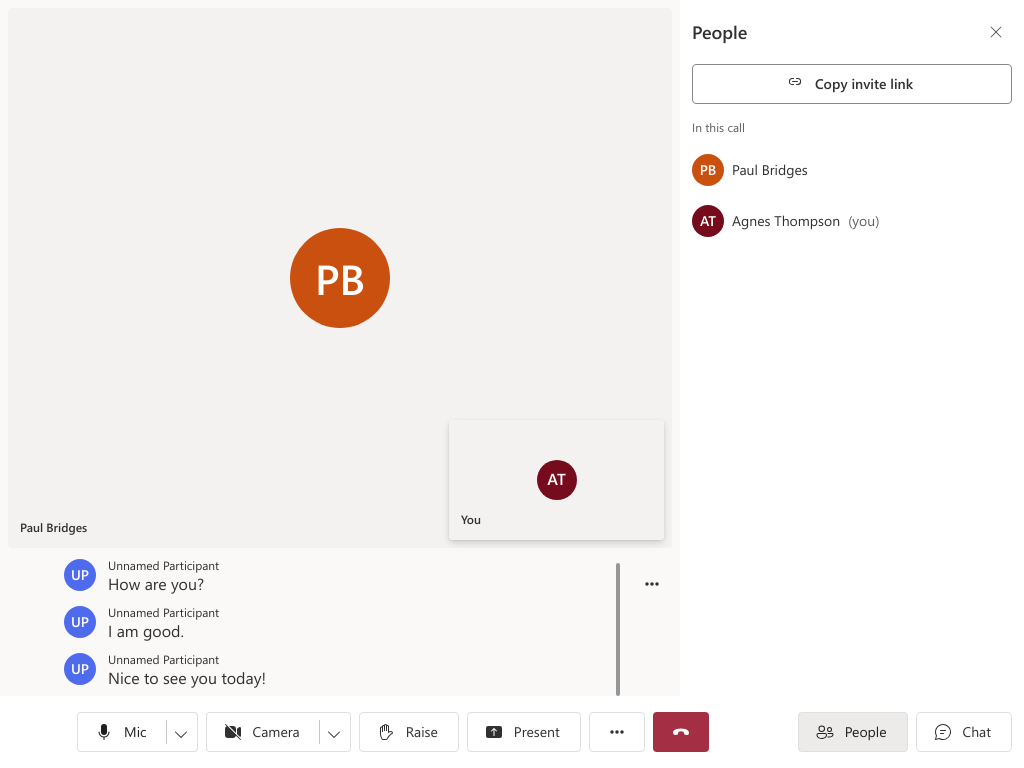 PB
Paul Bridges
AT
You
UP
Unnamed Participant
How are you?
UP
Unnamed Participant
I am good.
UP
Unnamed Participant
Nice to see you today!
People
Copy invite link
In this call
PB Paul Bridges
AT Agnes Thompson (you)
Mic Camera Raise Present People Chat